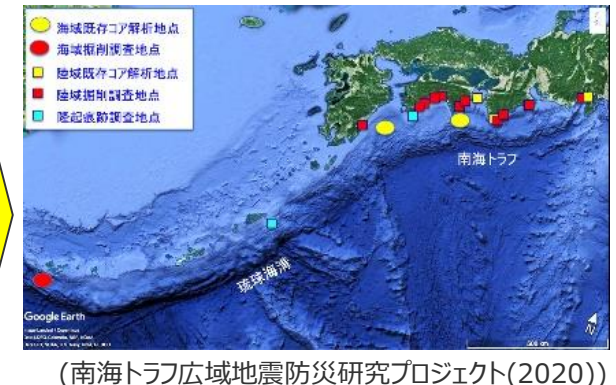 海域既存コア解析地点
海域掘削調査地点
陸域既存コア解析地点
陸域掘削調査地点
隆起痕跡調査地点
南海トラフ
琉球海溝
Google Earth
N
(南海トラフ広域地震防災研究プロジェクト(2020))